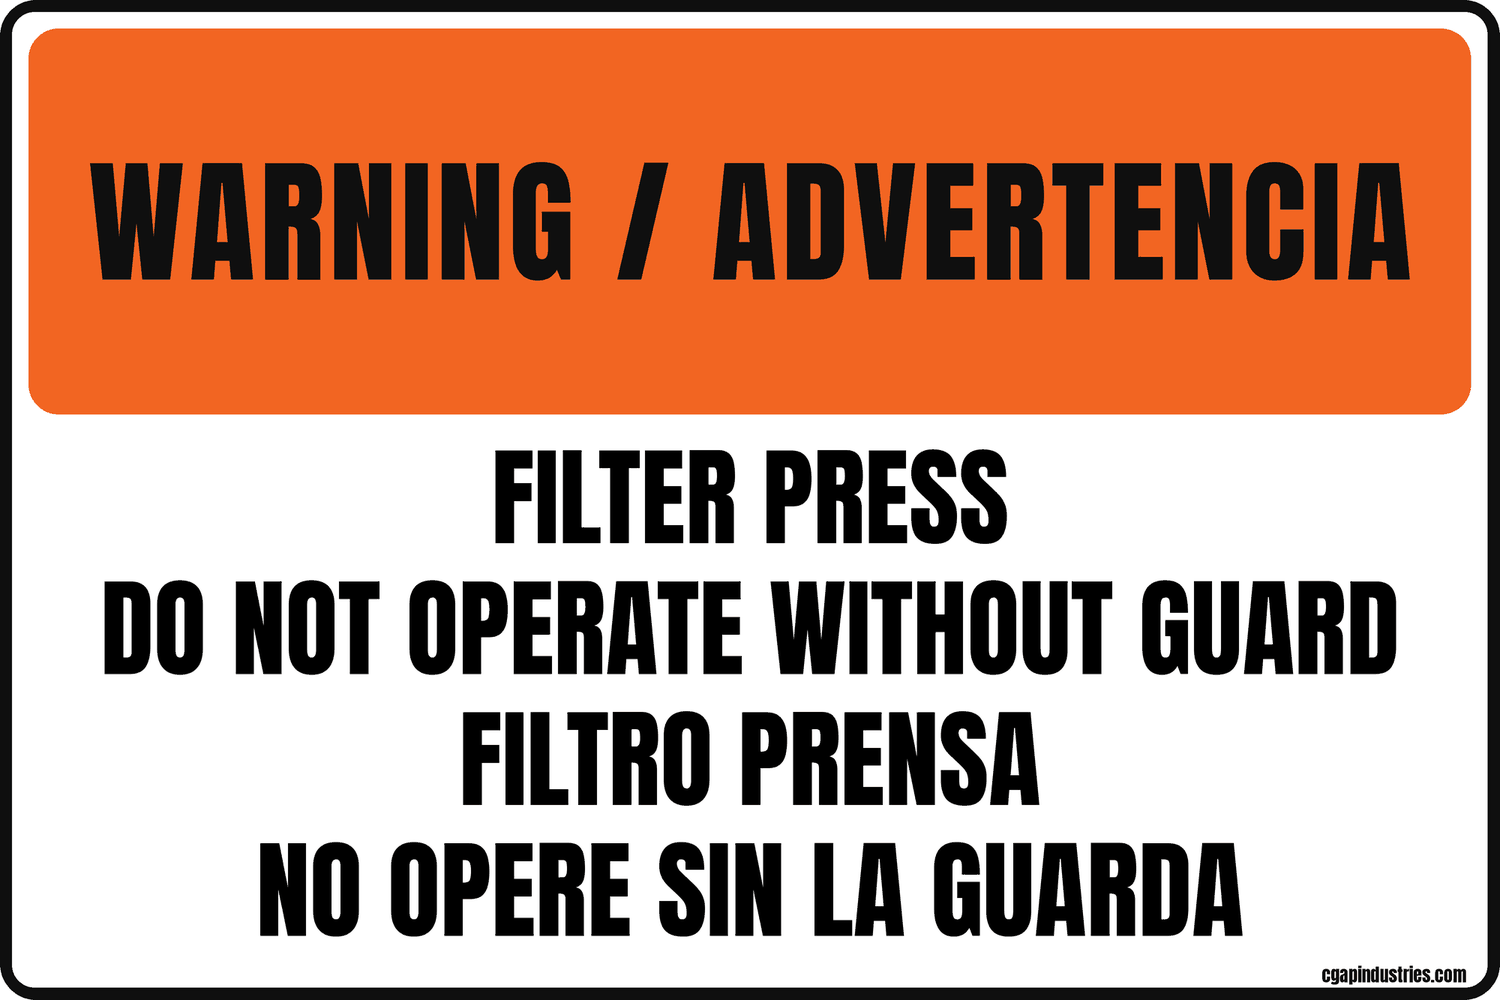 WARNING / ADVERTENCIA
FILTER PRESS
DO NOT OPERATE WITHOUT GUARD
FILTRO PRENSA
NO OPERE SIN LA GUARDA
cgapindustries.com